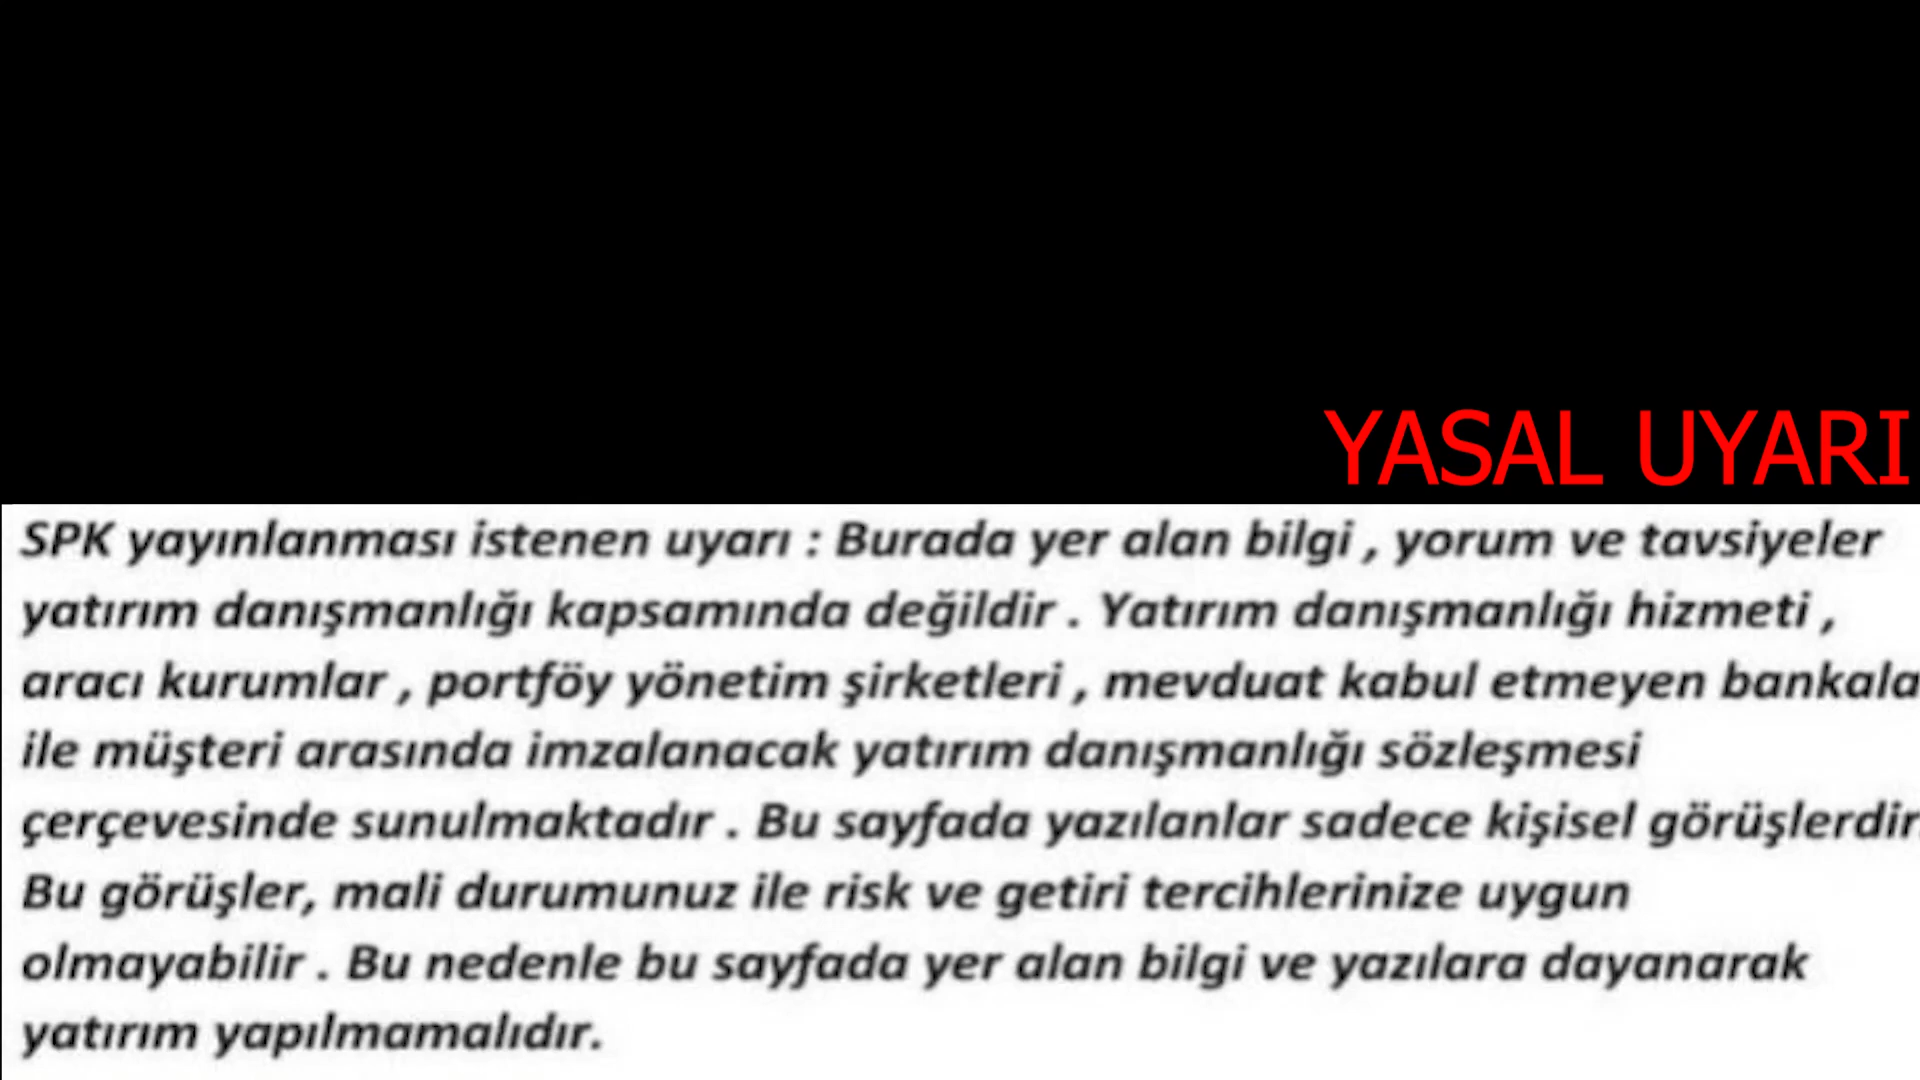 YASAL UYARI
SPK yayınlanması istenen uyarı : Burada yer alan bilgi , yorum ve tavsiyeler
yatırım danışmanlığı kapsamında değildir . Yatırım danışmanlığı hizmeti ,
aracı kurumlar , portföy yönetim şirketleri , mevduat kabul etmeyen bankala
ile müşteri arasında imzalanacak yatırım danışmanlığı sözleşmesi
çerçevesinde sunulmaktadır . Bu sayfada yazılanlar sadece kişisel görüşlerdir.
Bu görüşler, mali durumunuz ile risk ve getiri tercihlerinize uygun
olmayabilir . Bu nedenle bu sayfada yer alan bilgi ve yazılara dayanarak
yatırım yapılmamalıdır.